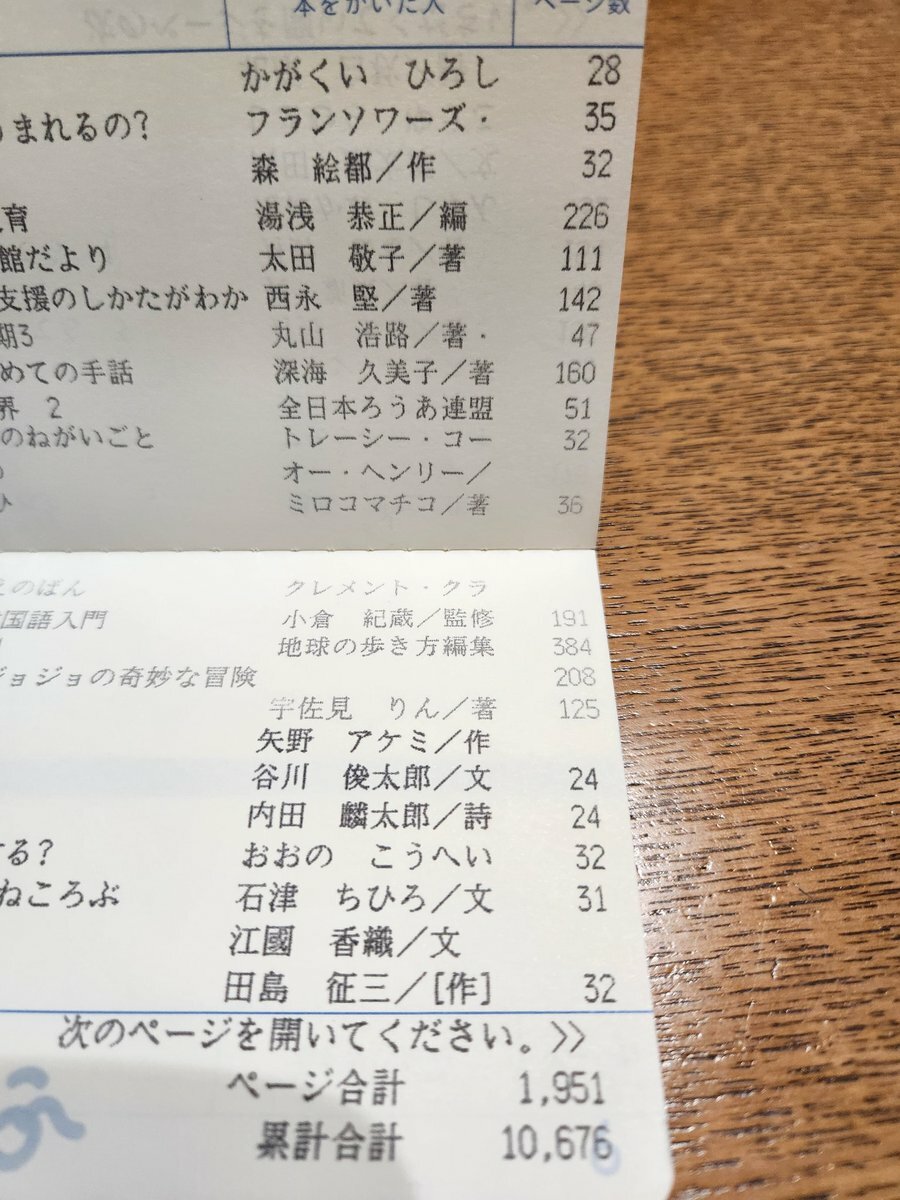 本をかいた人 ページ数
かがくい ひろし 28
まれるの? フランソワーズ・ 35
森 絵都／作 32
育 湯浅 恭正／編 226
館だより 太田 敬子／著 111
支援のしかたがわか 西永 堅／著 142
期3 丸山 浩路／著・ 47
めての手話 深海 久美子／著 160
界 2 全日本ろうあ連盟 51
のねがいごと トレーシー・コー 32
オー・ヘンリー／
ミロコマチコ／著 36
えのばん クレメント・クラ
国語入門 小倉 紀蔵／監修 191
地球の歩き方編集 384
ジョジョの奇妙な冒険 208
宇佐見 りん／著 125
矢野 アケミ／作
谷川 俊太郎／文 24
内田 麟太郎／詩 24
する? おおの こうへい 32
ねころぶ 石津 ちひろ／文 31
江國 香織／文
田島 征三／[作] 32
次のページを開いてください。>>
ページ合計 1,951
累計合計 10,676